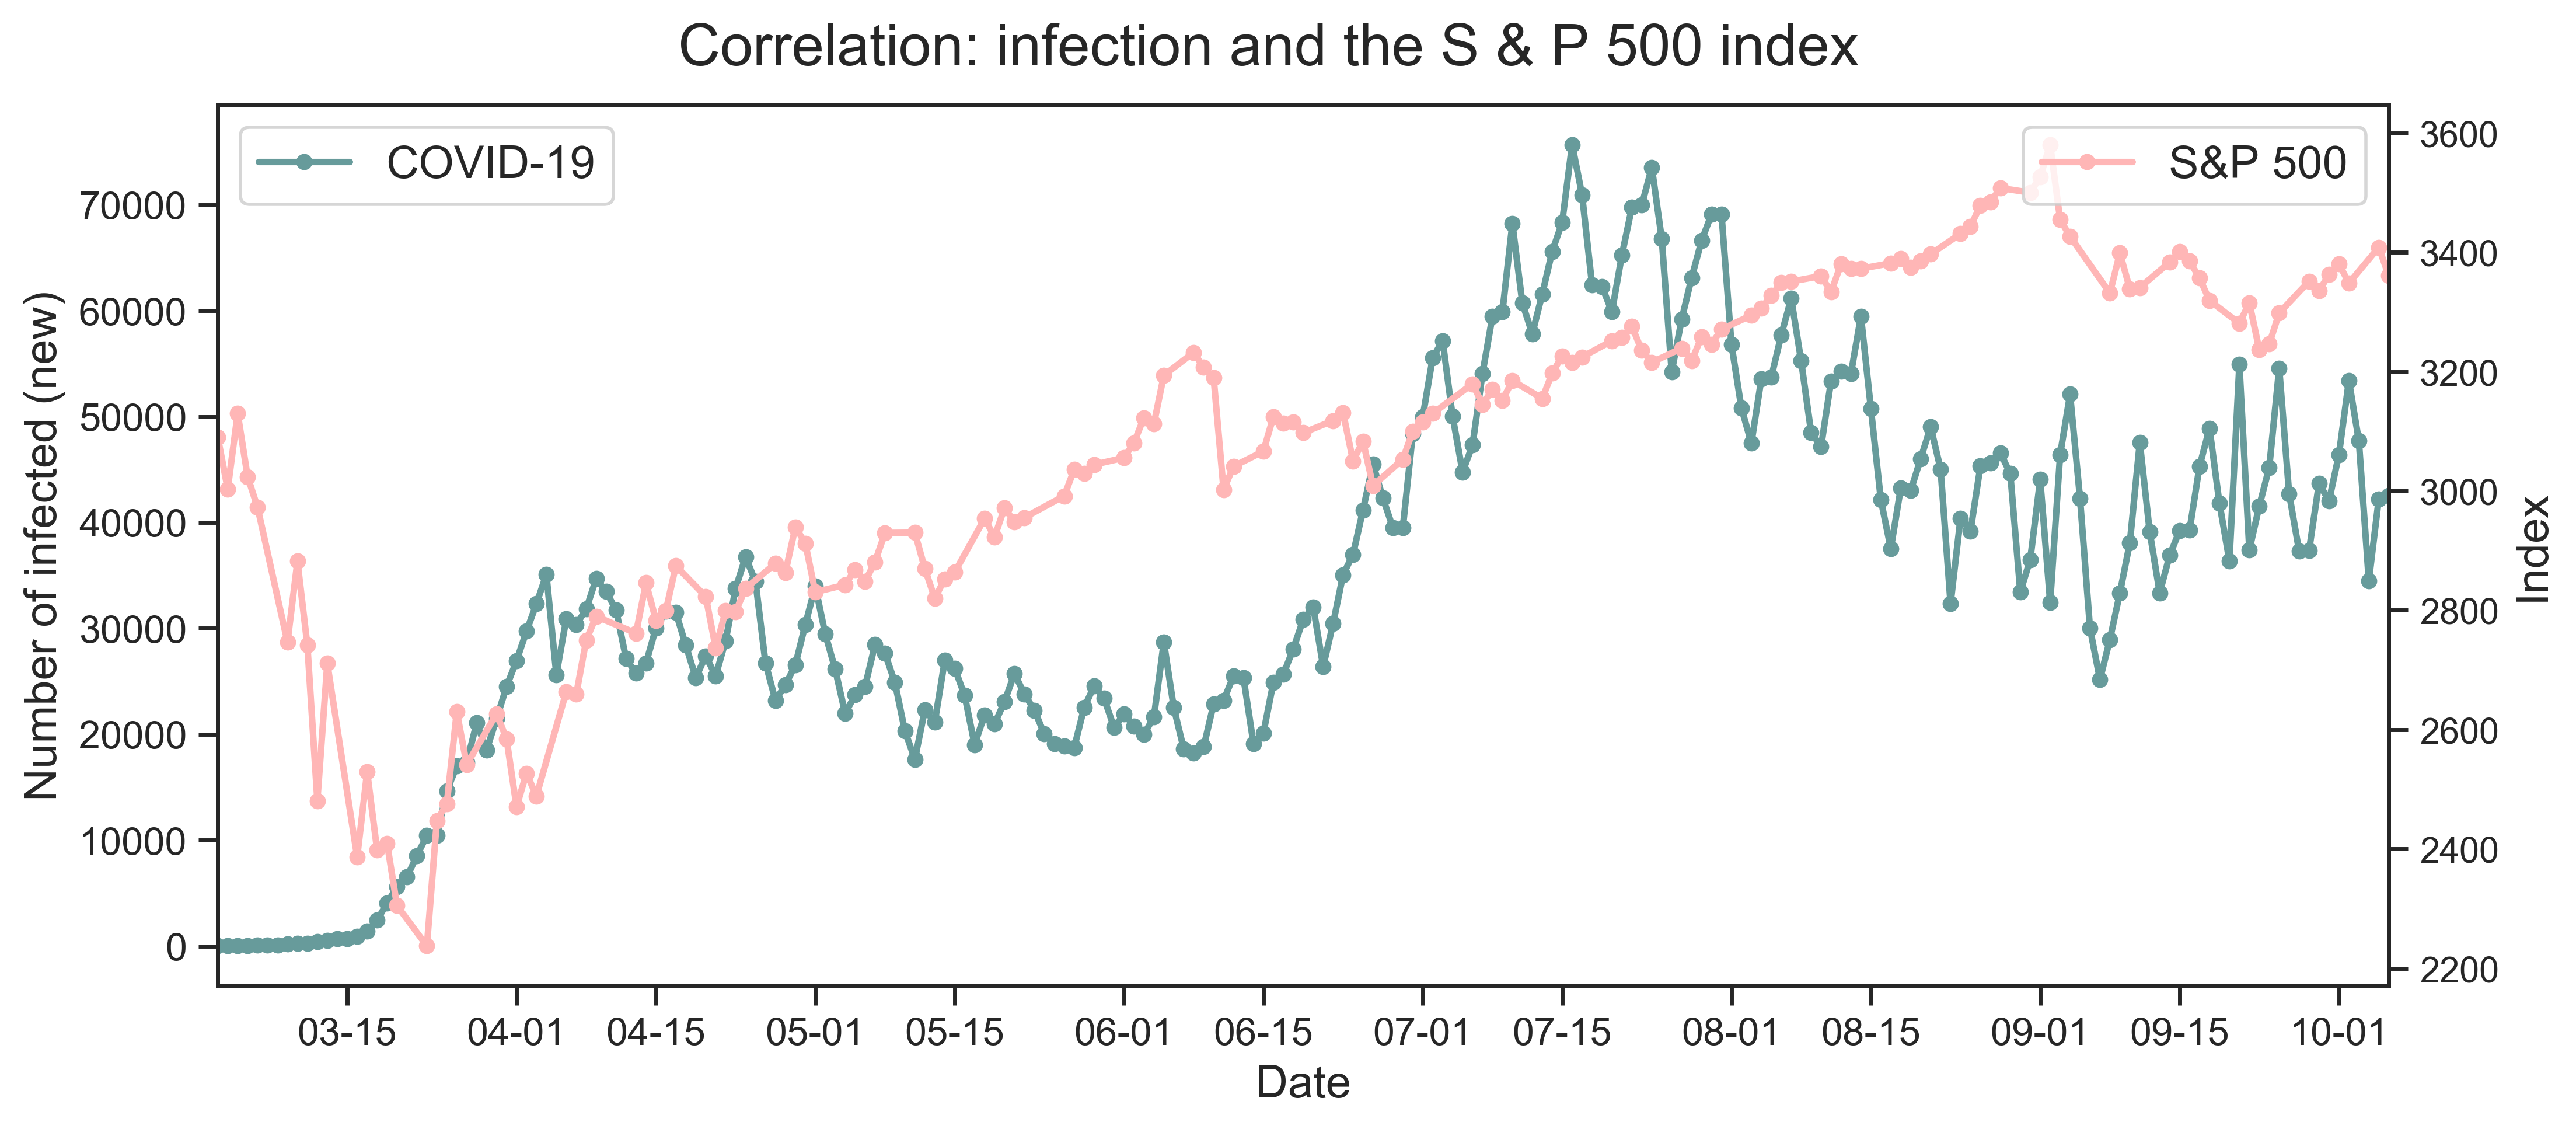 Correlation: infection and the S & P 500 index
COVID-19
S&P 500
Number of infected (new)
70000
60000
50000
40000
30000
20000
10000
0
3600
3400
3200
3000
2800
2600
2400
2200
Index
03-15 04-01 04-15 05-01 05-15 06-01 06-15 07-01 07-15 08-01 08-15 09-01 09-15 10-01
Date